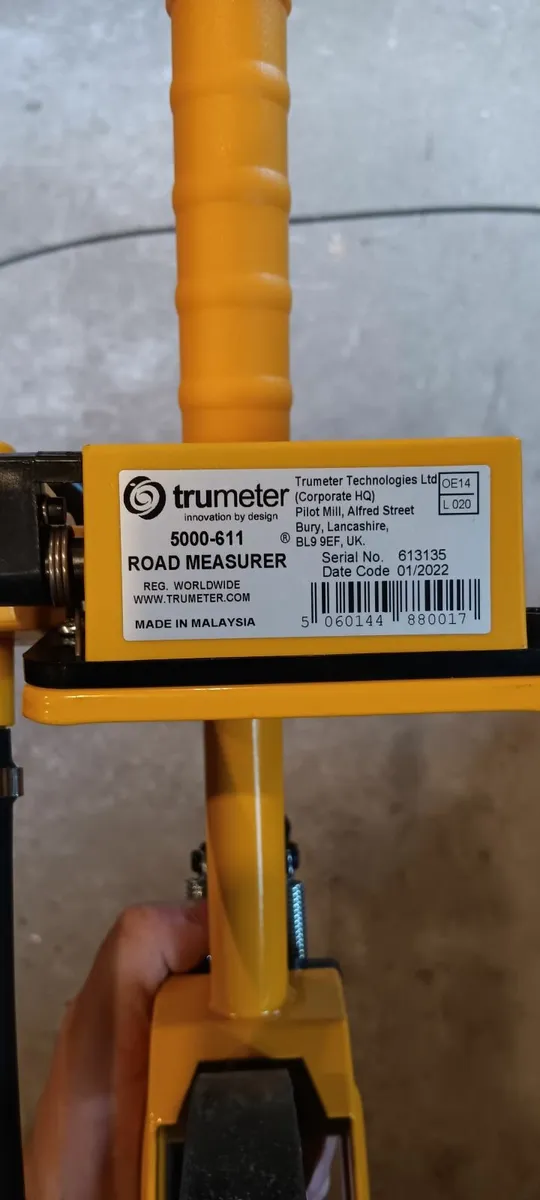 trumeter
innovation by design
5000-611 ®
ROAD MEASURER
REG. WORLDWIDE
WWW.TRUMETER.COM
MADE IN MALAYSIA
Trumeter Technologies Ltd
(Corporate HQ)
Pilot Mill, Alfred Street
Bury, Lancashire,
BL9 9EF, UK.
OE14
L 020
Serial No. 613135
Date Code 01/2022
5 060144 880017